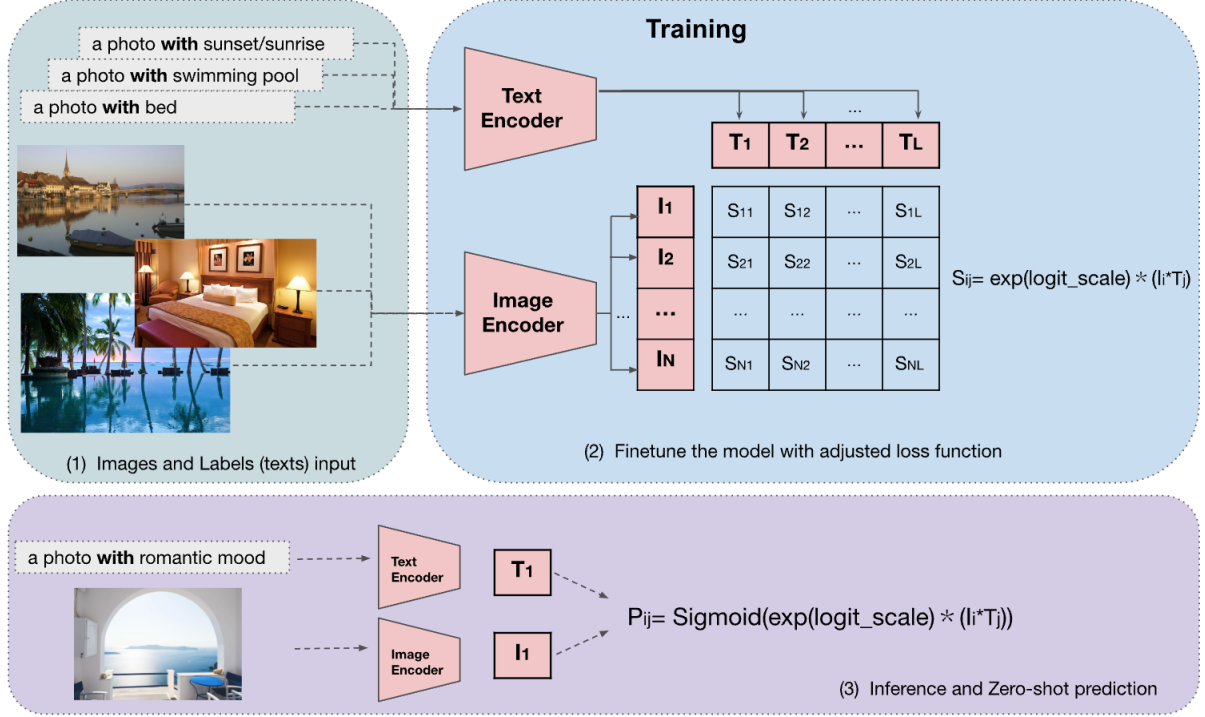 Training
a photo with sunset/sunrise
a photo with swimming pool
a photo with bed
Text
Encoder
...
T1 T2 ... TL
I1
I2
...
IN
...
S11 S12 ... S1L
S21 S22 ... S2L
... ... ... ...
SN1 SN2 ... SNL
Sij= exp(logit_scale) * (Ii*Tj)
Image
Encoder
(1) Images and Labels (texts) input
(2) Finetune the model with adjusted loss function
a photo with romantic mood
Text
Encoder
T1
Image
Encoder
I1
Pij= Sigmoid(exp(logit_scale) * (Ii*Tj))
(3) Inference and Zero-shot prediction